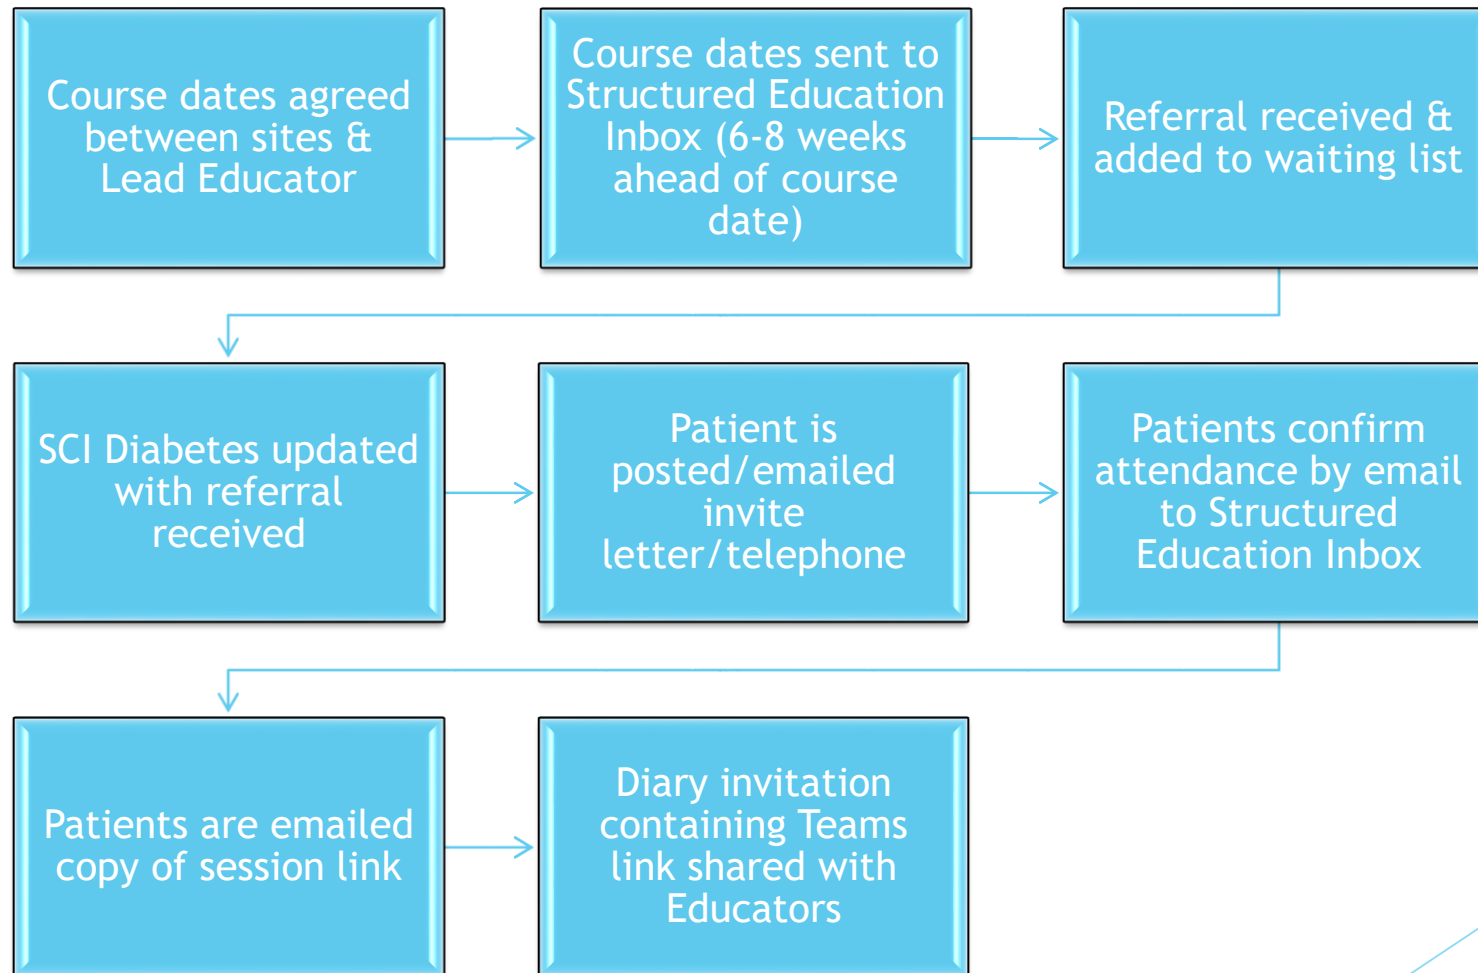 Course dates agreed
between sites &
Lead Educator
Course dates sent to
Structured Education
Inbox (6-8 weeks
ahead of course
date)
Referral received &
added to waiting list
SCI Diabetes updated
with referral
received
Patient is
posted/emailed
invite
letter/telephone
Patients confirm
attendance by email
to Structured
Education Inbox
Patients are emailed
copy of session link
Diary invitation
containing Teams
link shared with
Educators